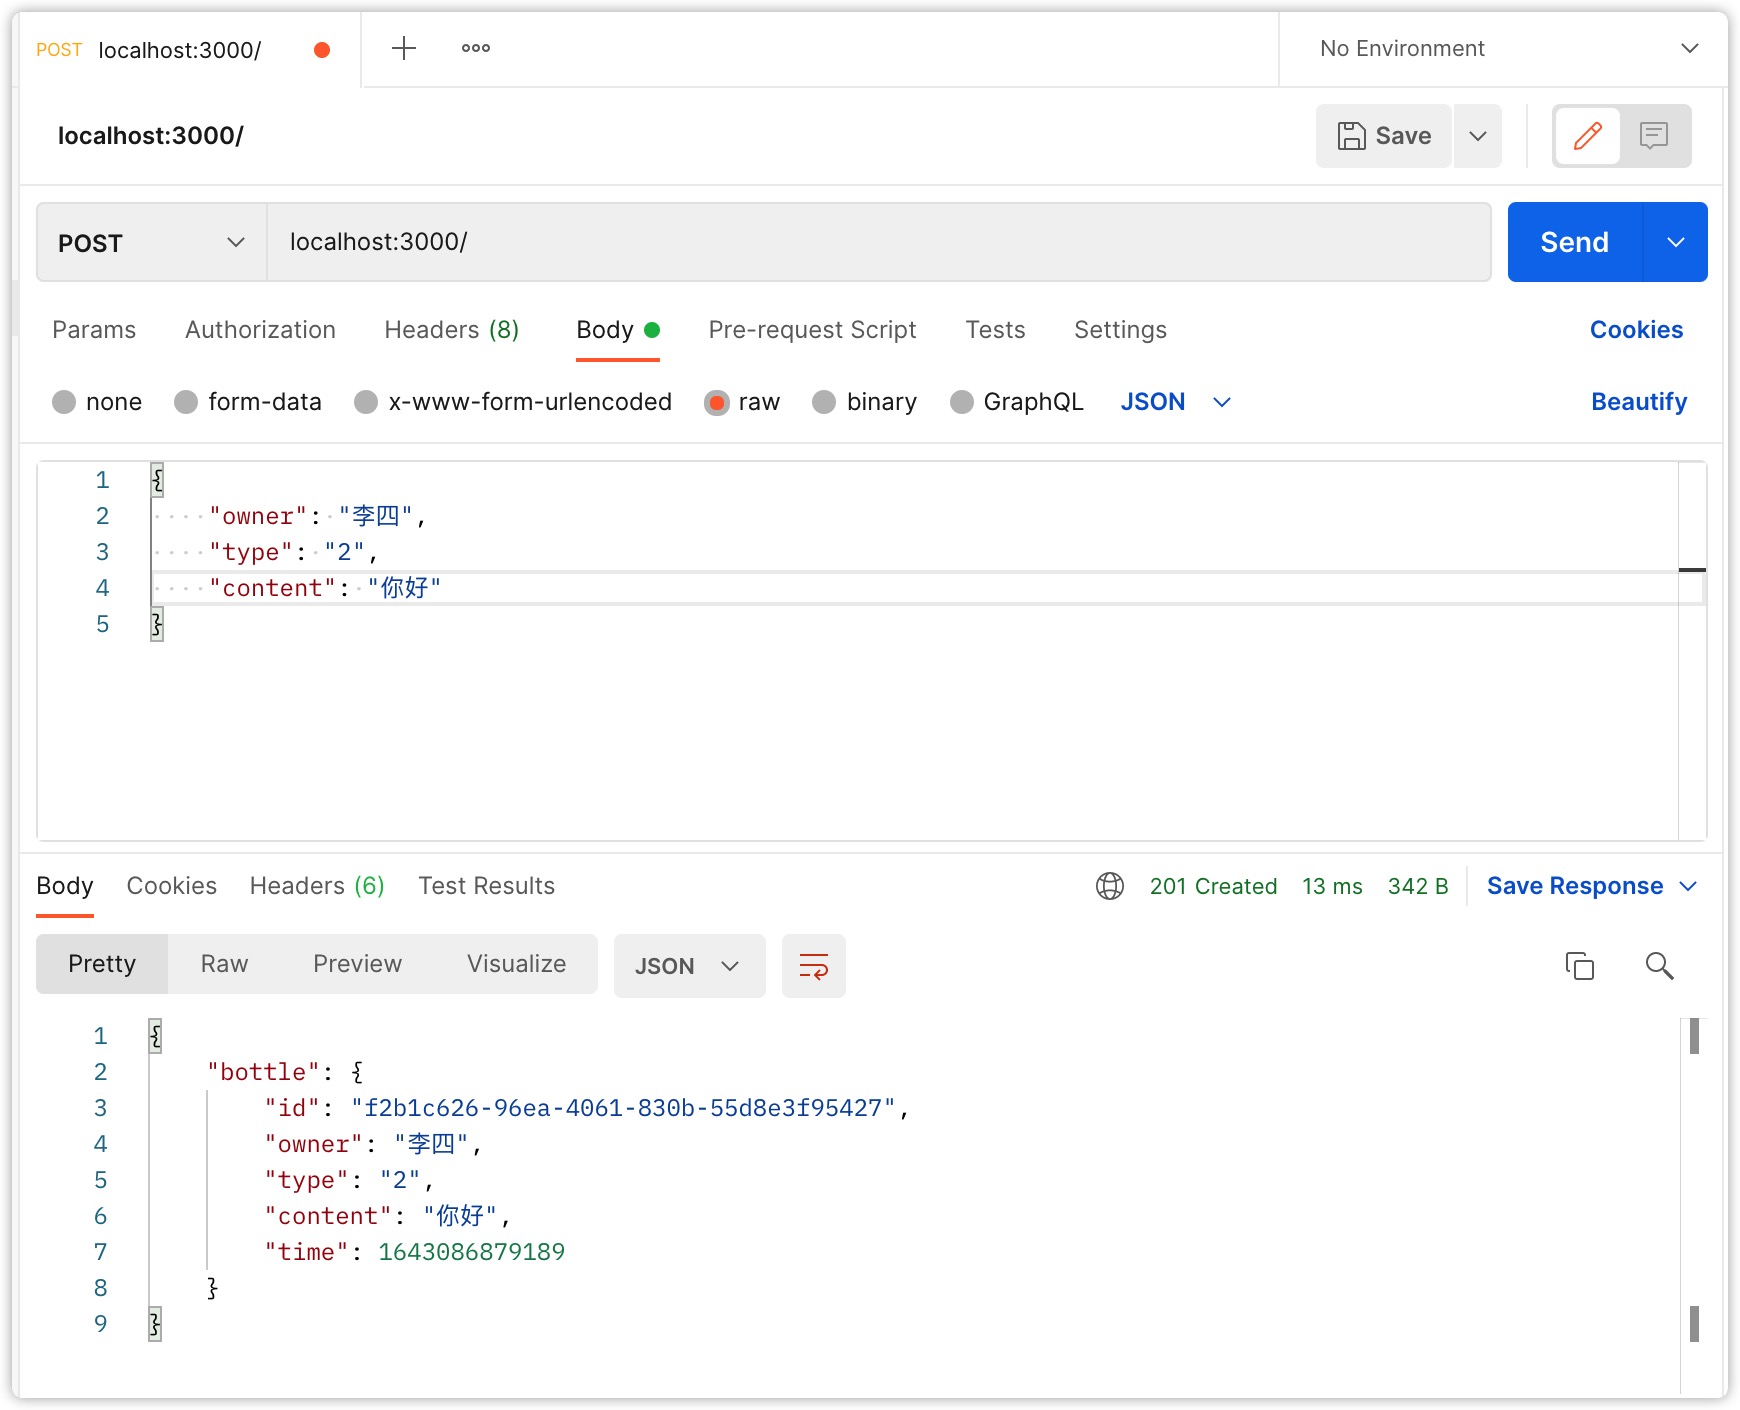 POST localhost:3000/ No Environment
localhost:3000/ Save
POST localhost:3000/ Send
Params Authorization Headers (8) Body Pre-request Script Tests Settings Cookies
none form-data x-www-form-urlencoded raw binary GraphQL JSON Beautify
1 {
2 "owner": "李四",
3 "type": "2",
4 "content": "你好"
5 }
Body Cookies Headers (6) Test Results 201 Created 13 ms 342 B Save Response
Pretty Raw Preview Visualize JSON
1 {
2 "bottle": {
3 "id": "f2b1c626-96ea-4061-830b-55d8e3f95427",
4 "owner": "李四",
5 "type": "2",
6 "content": "你好",
7 "time": 1643086879189
8 }
9 }